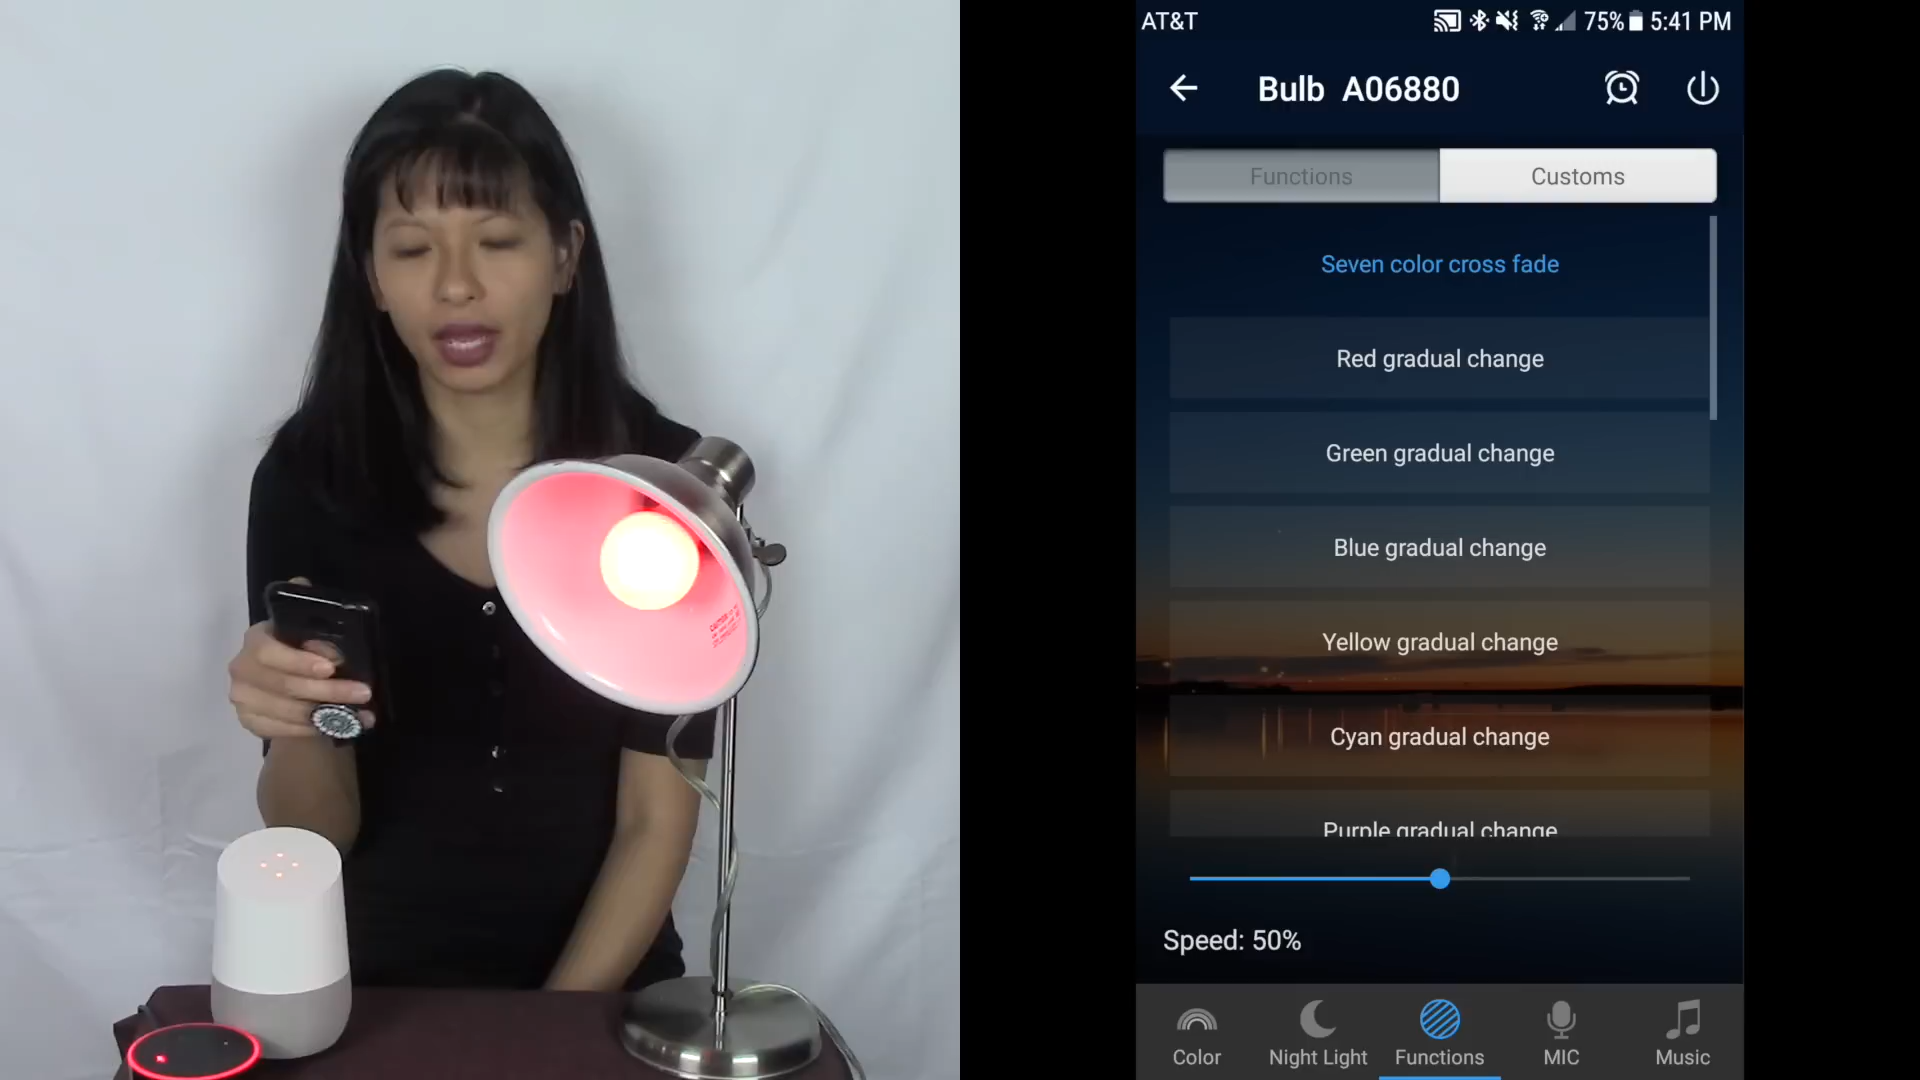 AT&T 75% 5:41 PM
Bulb A06880
Functions Customs
Seven color cross fade
Red gradual change
Green gradual change
Blue gradual change
Yellow gradual change
Cyan gradual change
Purple gradual change
Speed: 50%
Color Night Light Functions MIC Music